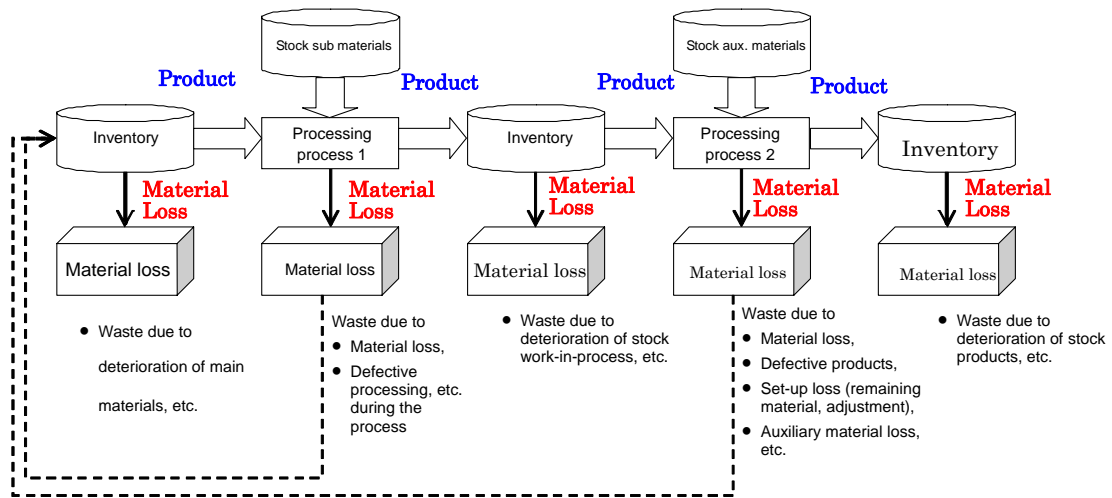 Stock sub materials
Stock aux. materials
Product
Product
Product
Product
Inventory
Processing
process 1
Inventory
Processing
process 2
Inventory
Material
Loss
Material
Loss
Material
Loss
Material
Loss
Material
Loss
Material loss
Material loss
Material loss
Material loss
Material loss
• Waste due to
deterioration of main
materials, etc.
Waste due to
• Material loss,
• Defective
processing, etc.
during the
process
• Waste due to
deterioration of stock
work-in-process, etc.
Waste due to
• Material loss,
• Defective products,
• Set-up loss (remaining
material, adjustment),
• Auxiliary material loss,
etc.
• Waste due to
deterioration of stock
products, etc.